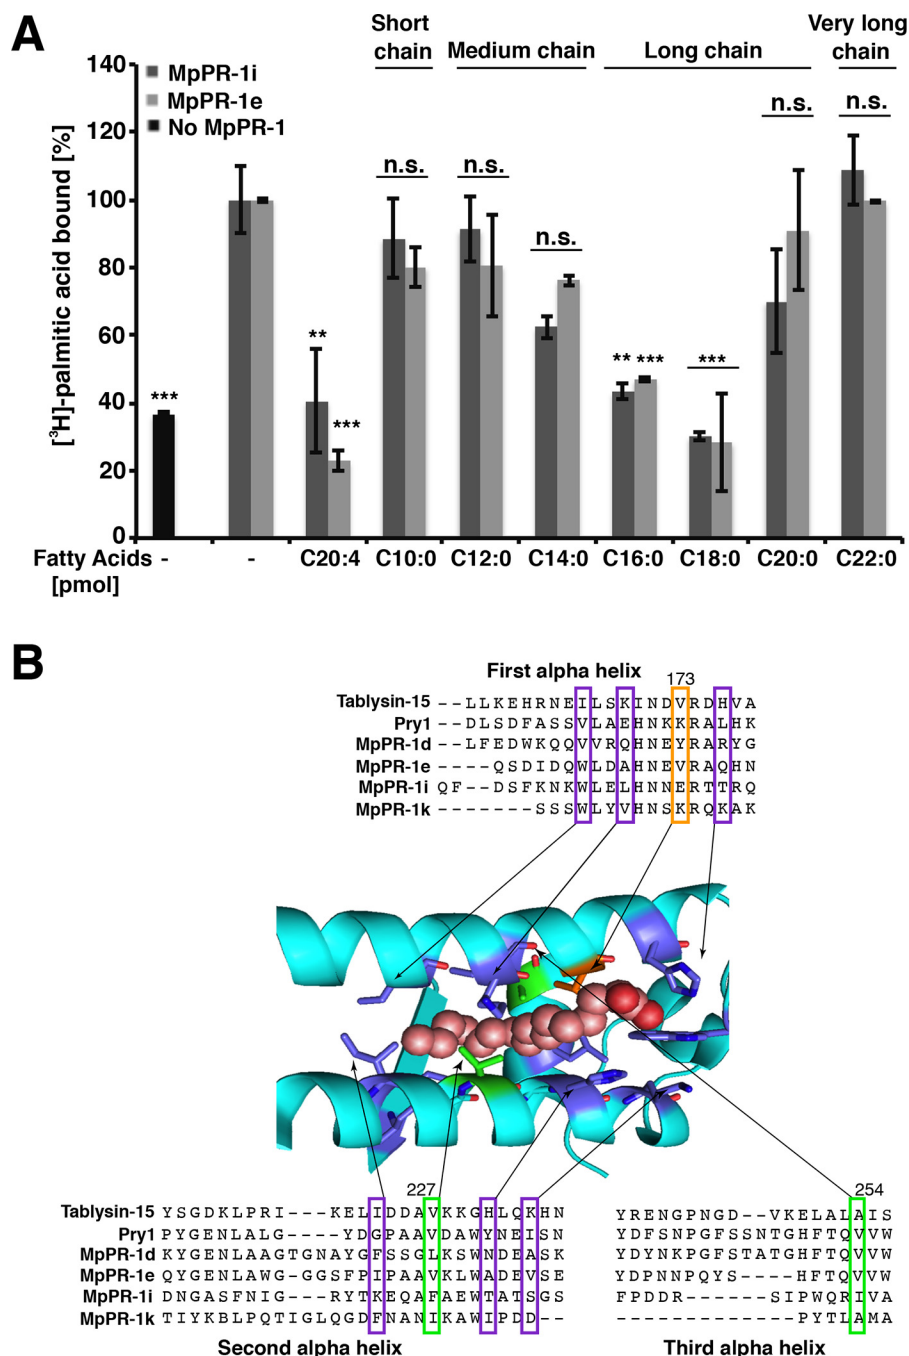 A
Short chain
Medium chain
Long chain
Very long chain
[³H]-palmitic acid bound [%]
140
120
100
80
60
40
20
0
MpPR-1i
MpPR-1e
No MpPR-1
***
**
***
n.s.
n.s.
n.s.
** ***
***
n.s.
n.s.
Fatty Acids [pmol]
- - C20:4 C10:0 C12:0 C14:0 C16:0 C18:0 C20:0 C22:0
B
First alpha helix
173
Tablysin-15 --LLKEHRNEILSKINDVRDHVA
Pry1 --DLSDFASSVLAEHNKKRALHK
MpPR-1d --LFEDWKQQVVRQHNEYRARYG
MpPR-1e ----QSDIDQWLDAHNEVRAQHN
MpPR-1i QF--DSFKNKWLELHNNERTTRQ
MpPR-1k -------SSSWLYVHNSKRQKAK
227
Tablysin-15 YSGDKLPRI---KELIDDAVKKGHLQKHN
Pry1 PYGENLALG----YDGPAAVDAWYNEISN
MpPR-1d KYGENLAAGTGNAYGFSSGLKSWNDEASK
MpPR-1e QYGENLAWG-GGSFPIPAAVKLWADEVSE
MpPR-1i DNGASFNIG---RYTKEQAFAEWTATSGS
MpPR-1k TIYKBLPQTIGLQGDFNANIKAWIPDD--
Second alpha helix
254
YRENGPNGD--VKELALAIS
YDFSNPGFSSNTGHFTQVVW
YDYNKPGFSTATGHFTQVVW
YDPNNPQYS----HFTQVVW
FPDDR-----SIPWQRIVA
-------------PYTLAMA
Third alpha helix